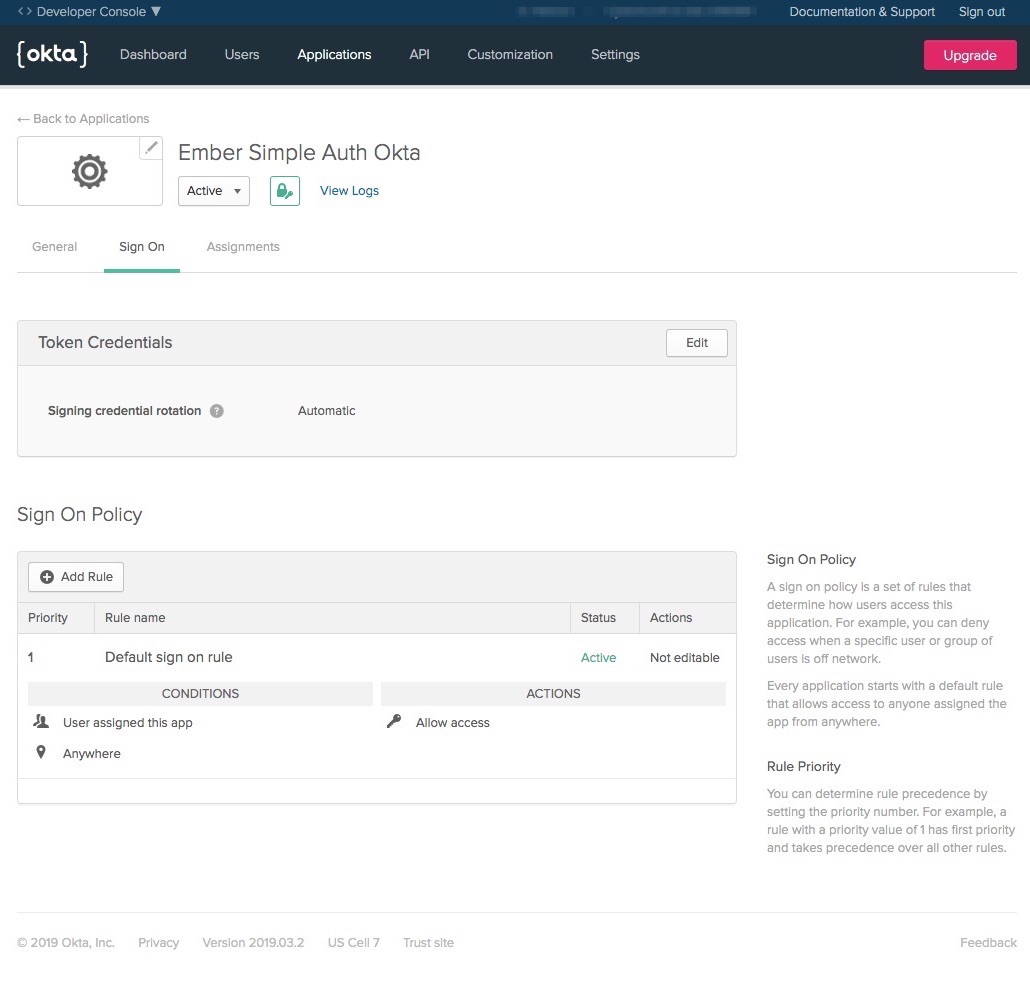 <> Developer Console ▼ Documentation & Support Sign out
{okta} Dashboard Users Applications API Customization Settings Upgrade
← Back to Applications
Ember Simple Auth Okta
Active ▼ View Logs
General Sign On Assignments
Token Credentials Edit
Signing credential rotation ? Automatic
Sign On Policy
Add Rule
Priority Rule name Status Actions
1 Default sign on rule Active Not editable
CONDITIONS ACTIONS
User assigned this app Allow access
Anywhere
Sign On Policy
A sign on policy is a set of rules that
determine how users access this
application. For example, you can deny
access when a specific user or group of
users is off network.
Every application starts with a default rule
that allows access to anyone assigned the
app from anywhere.
Rule Priority
You can determine rule precedence by
setting the priority number. For example, a
rule with a priority value of 1 has first priority
and takes precedence over all other rules.
© 2019 Okta, Inc. Privacy Version 2019.03.2 US Cell 7 Trust site Feedback